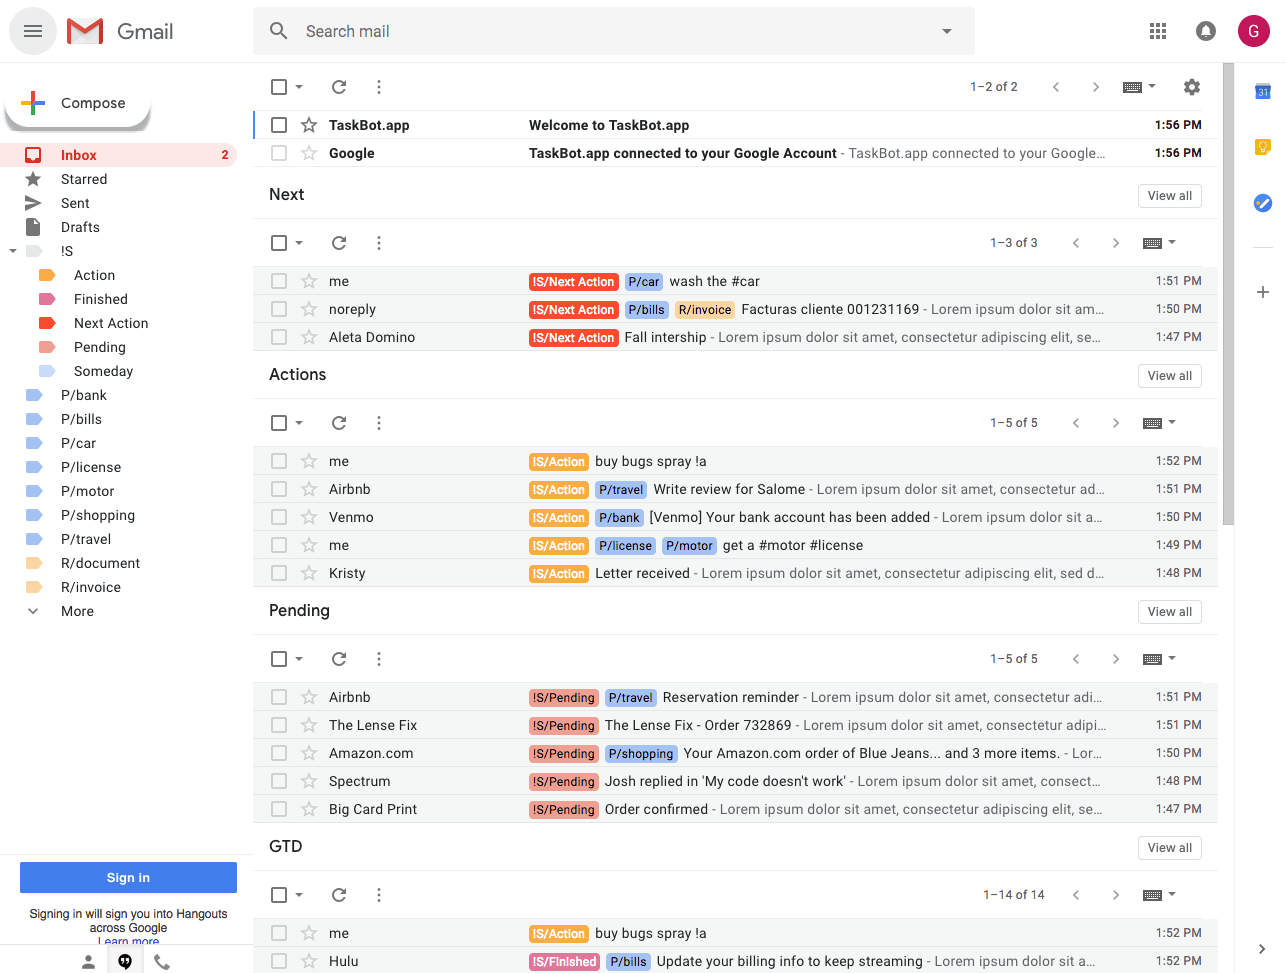 Gmail
Search mail
G
Compose
1–2 of 2
31
TaskBot.app Welcome to TaskBot.app 1:56 PM
Inbox 2
Google TaskBot.app connected to your Google Account - TaskBot.app connected to your Google… 1:56 PM
Starred
Next View all
Sent
Drafts
1–3 of 3
!S
Action
me !S/Next Action P/car wash the #car 1:51 PM
Finished
noreply !S/Next Action P/bills R/invoice Facturas cliente 001231169 - Lorem ipsum dolor sit am… 1:50 PM
Next Action
Aleta Domino !S/Next Action Fall intership - Lorem ipsum dolor sit amet, consectetur adipiscing elit, se… 1:47 PM
Pending
Someday
Actions View all
P/bank
P/bills
1–5 of 5
P/car
me !S/Action buy bugs spray !a 1:52 PM
P/license
Airbnb !S/Action P/travel Write review for Salome - Lorem ipsum dolor sit amet, consectetur ad… 1:51 PM
P/motor
Venmo !S/Action P/bank [Venmo] Your bank account has been added - Lorem ipsum dolor sit a… 1:50 PM
P/shopping
me !S/Action P/license P/motor get a #motor #license 1:49 PM
P/travel
Kristy !S/Action Letter received - Lorem ipsum dolor sit amet, consectetur adipiscing elit, sed d… 1:48 PM
R/document
R/invoice
More
Pending View all
1–5 of 5
Airbnb !S/Pending P/travel Reservation reminder - Lorem ipsum dolor sit amet, consectetur adi… 1:51 PM
The Lense Fix !S/Pending The Lense Fix - Order 732869 - Lorem ipsum dolor sit amet, consectetur adipi… 1:51 PM
Amazon.com !S/Pending P/shopping Your Amazon.com order of Blue Jeans... and 3 more items. - Lor… 1:50 PM
Spectrum !S/Pending Josh replied in 'My code doesn't work' - Lorem ipsum dolor sit amet, consect… 1:48 PM
Big Card Print !S/Pending Order confirmed - Lorem ipsum dolor sit amet, consectetur adipiscing elit, se… 1:47 PM
GTD View all
Sign in
1–14 of 14
Signing in will sign you into Hangouts
across Google
Learn more
me !S/Action buy bugs spray !a 1:52 PM
Hulu !S/Finished P/bills Update your billing info to keep streaming - Lorem ipsum dolor sit amet, con… 1:52 PM